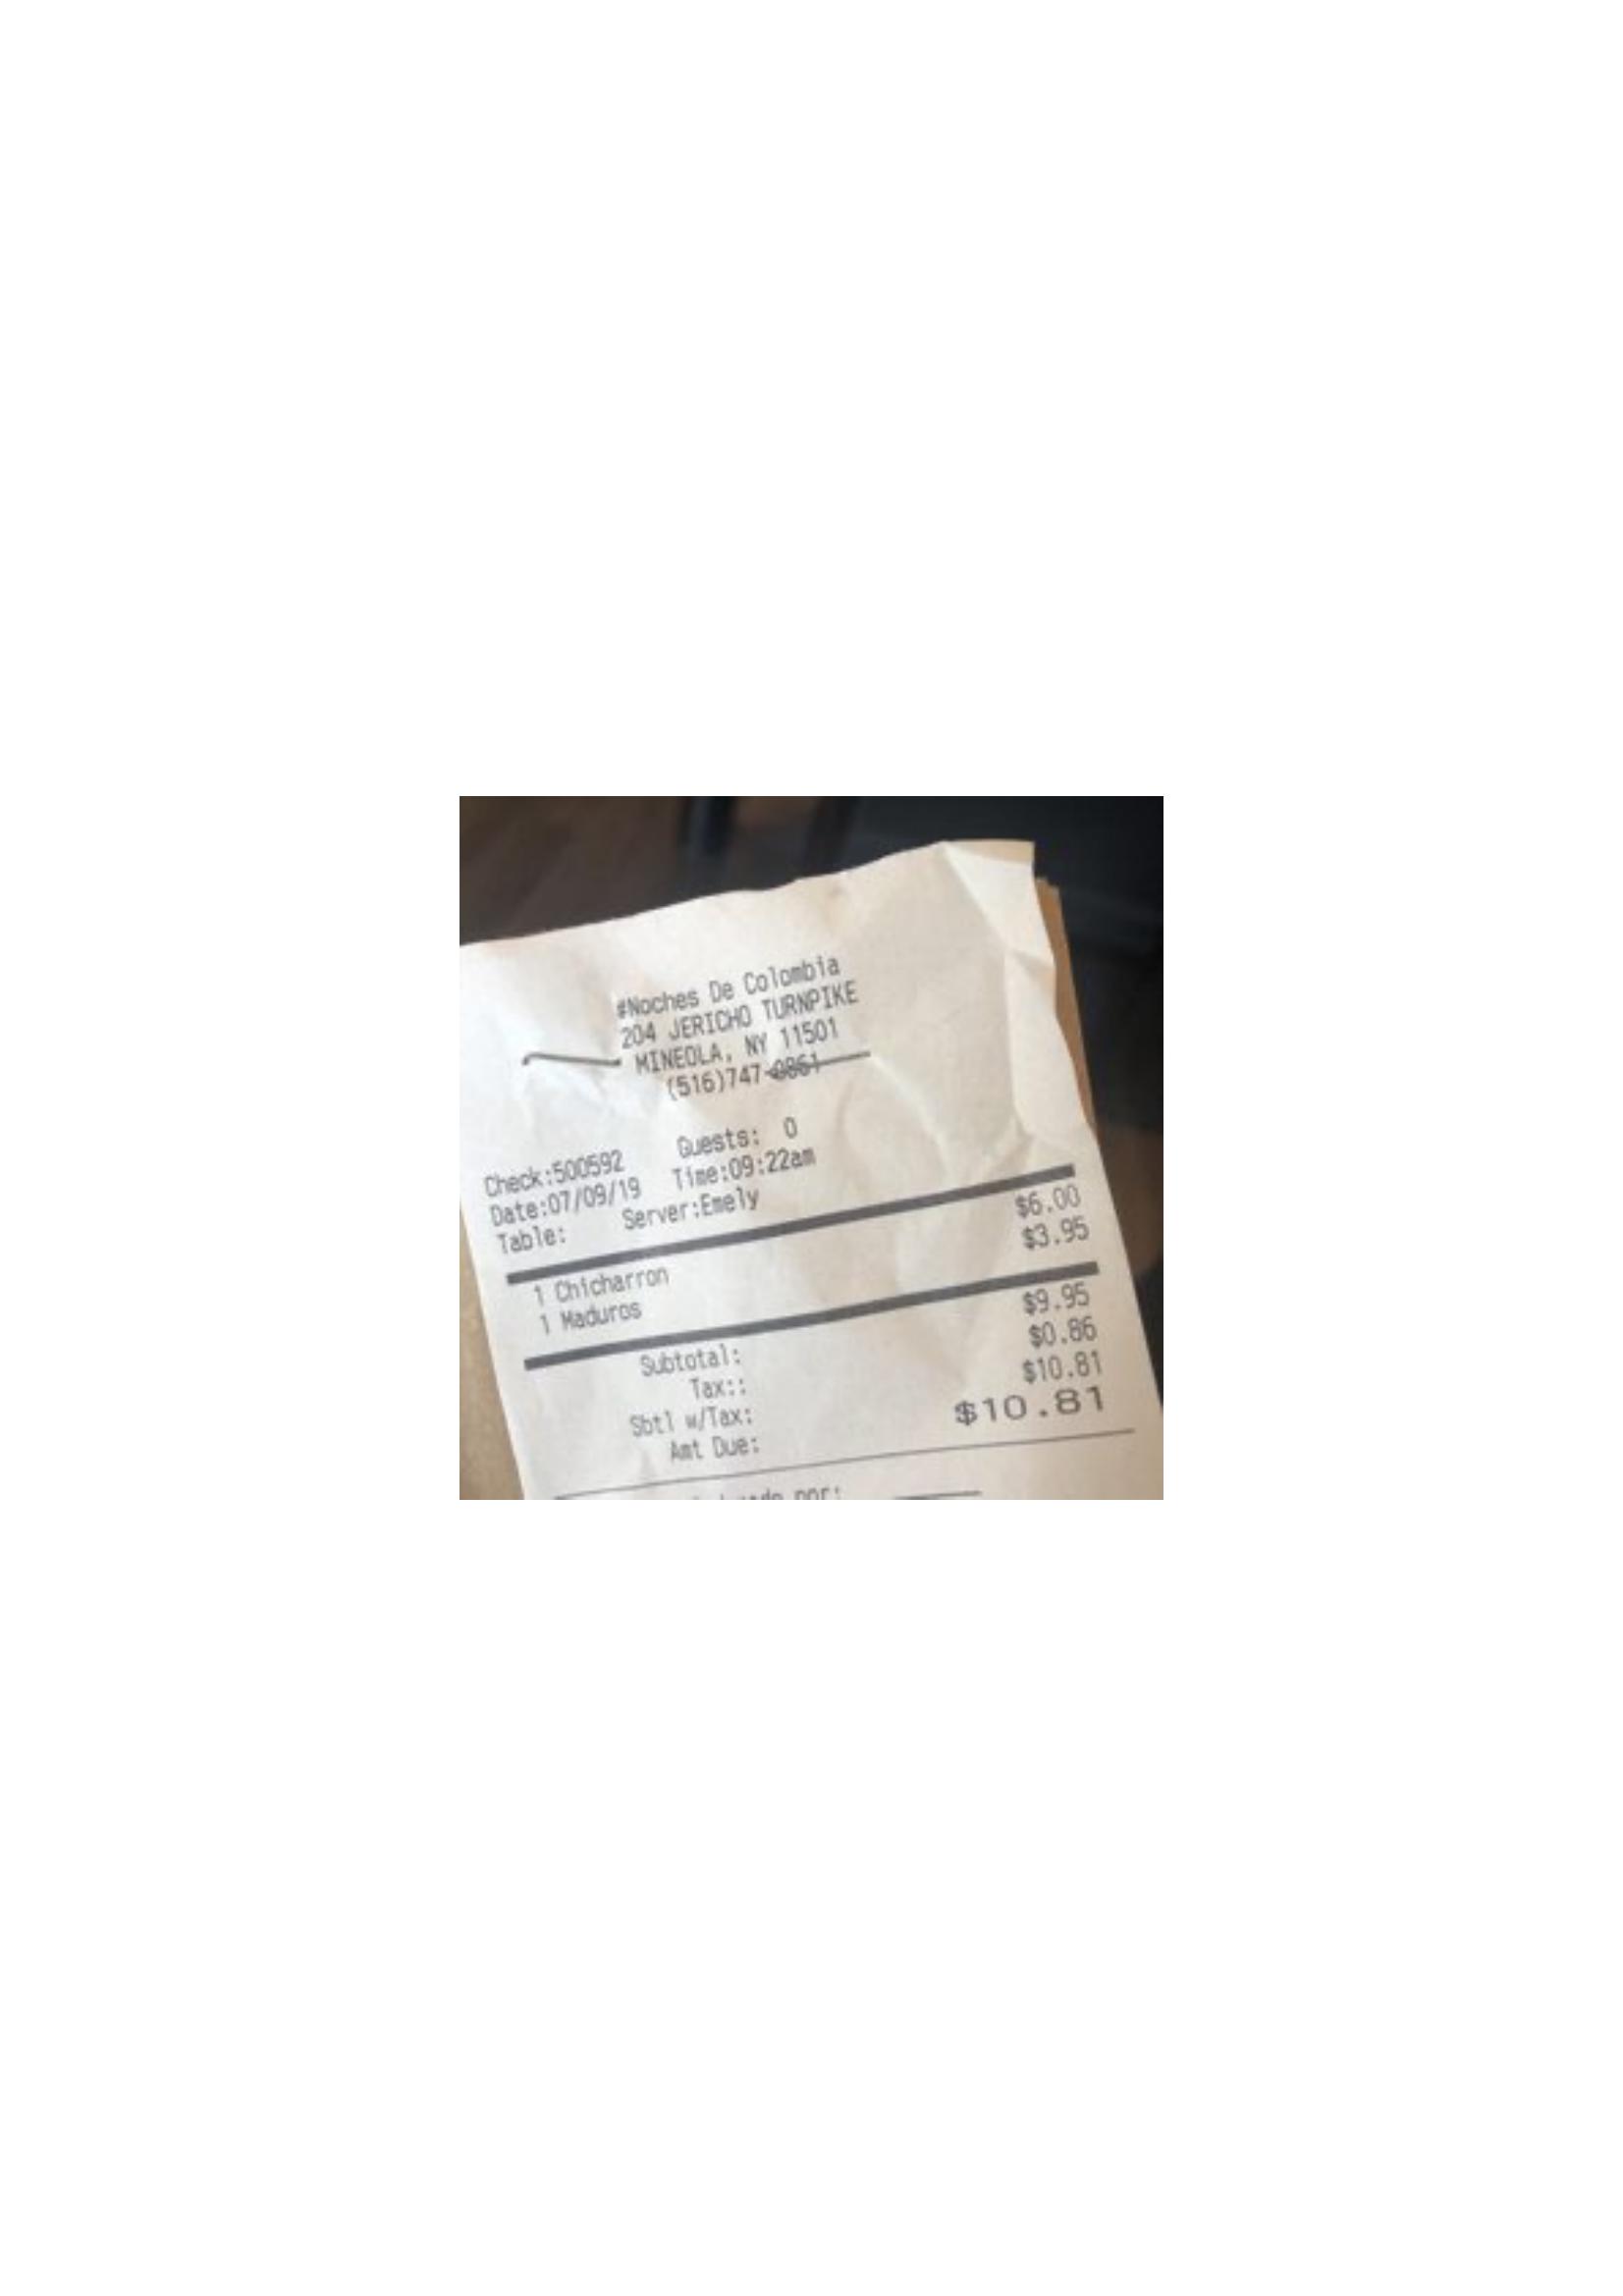 #Noches De Colombia
204 JERICHO TURNPIKE
MINEOLA, NY 11501
(516)747-0861
Check:500592 Guests: 0
Date:07/09/19 Time:09:22am
Table: Server:Emely
1 Chicharron $6.00
1 Maduros $3.95
Subtotal: $9.95
Tax:: $0.86
Sbtl w/Tax: $10.81
Amt Due: $10.81
por: